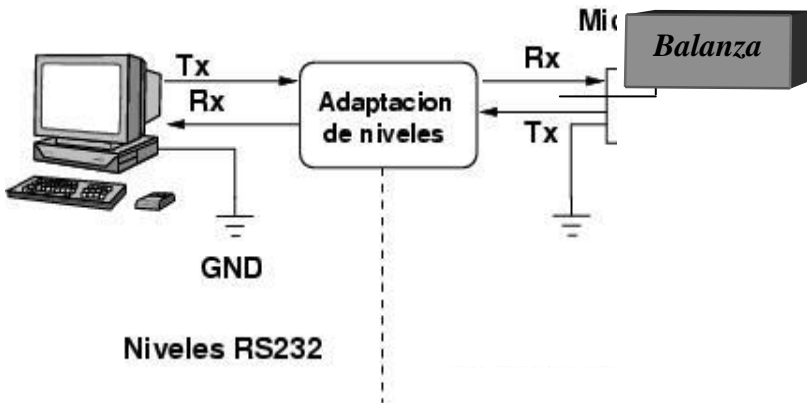 Mic
Balanza
Tx
Rx
Rx
Adaptacion
de niveles
Tx
GND
Niveles RS232